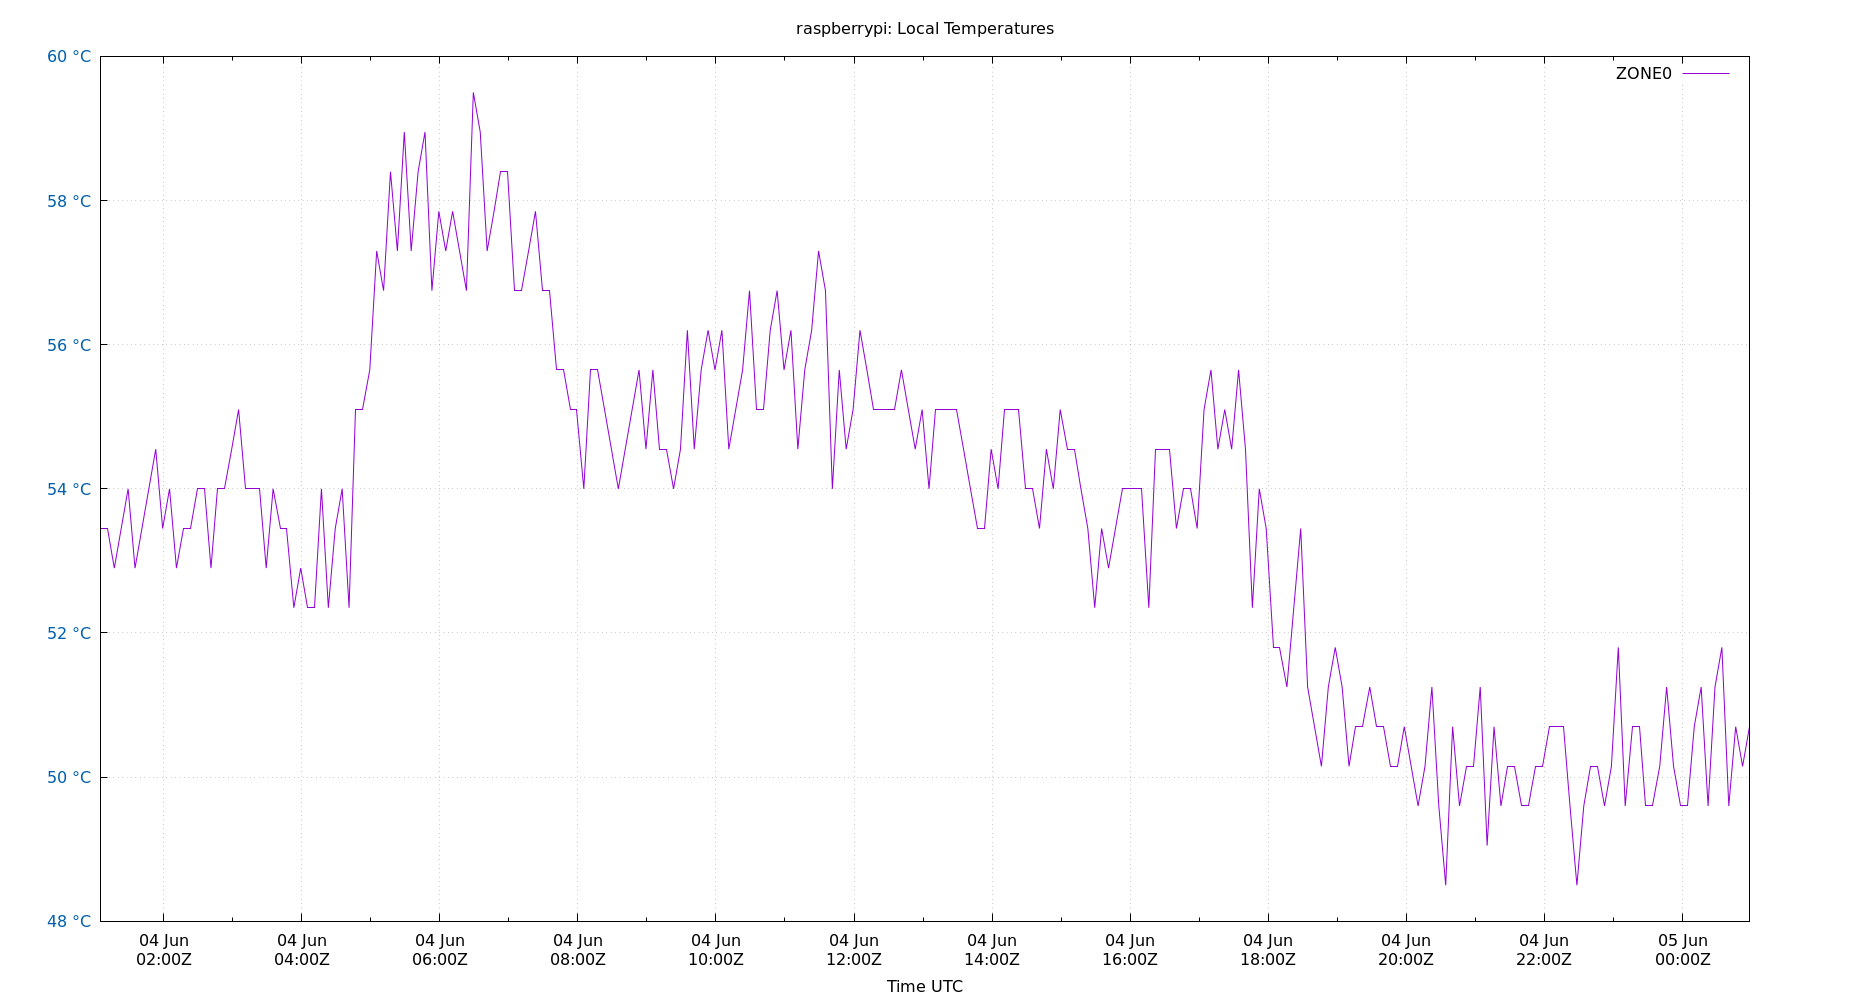 raspberrypi: Local Temperatures
60 °C
ZONE0
58 °C
56 °C
54 °C
52 °C
50 °C
48 °C
04 Jun 04 Jun 04 Jun 04 Jun 04 Jun 04 Jun 04 Jun 04 Jun 04 Jun 04 Jun 04 Jun 05 Jun
02:00Z 04:00Z 06:00Z 08:00Z 10:00Z 12:00Z 14:00Z 16:00Z 18:00Z 20:00Z 22:00Z 00:00Z
Time UTC